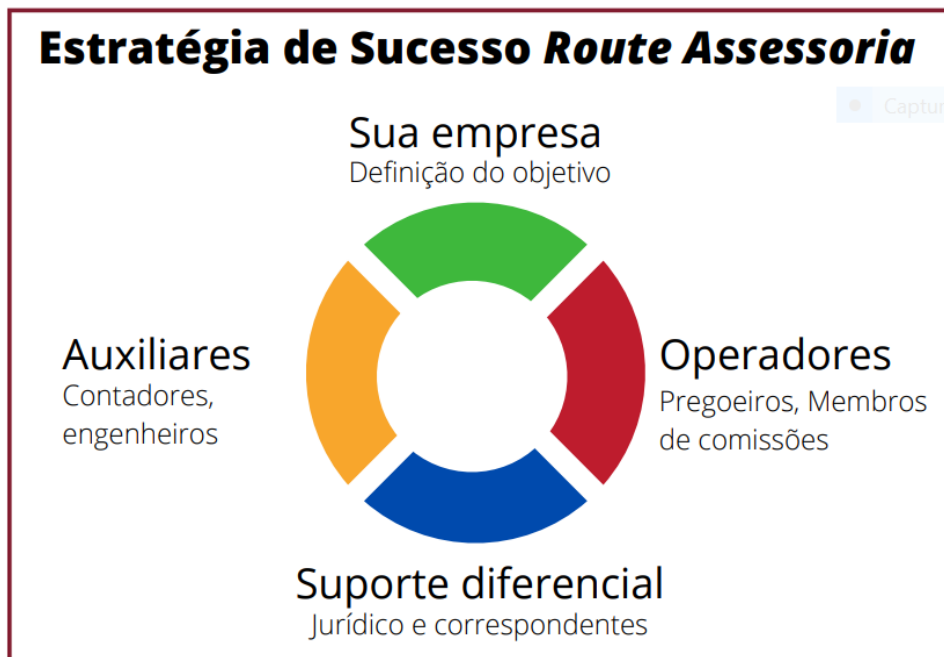 Estratégia de Sucesso Route Assessoria
Captur
Sua empresa
Definição do objetivo
Auxiliares
Contadores,
engenheiros
Operadores
Pregoeiros, Membros
de comissões
Suporte diferencial
Jurídico e correspondentes